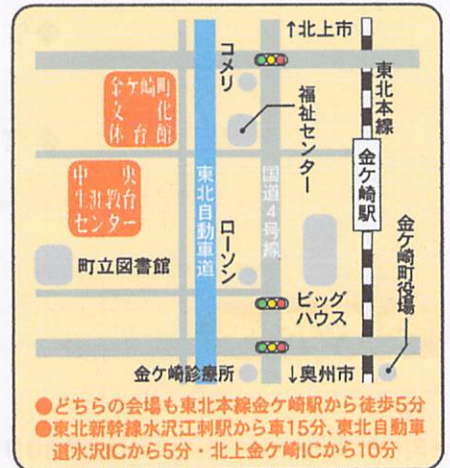 ↑北上市
コメリ
東北本線
金ケ崎町
文化
体育館
福祉センター
金ケ崎駅
中央
生涯教育
センター
東北自動車道
国道4号線
町立図書館
ローソン
金ケ崎町役場
ビッグ
ハウス
金ケ崎診療所
↓奥州市
●どちらの会場も東北本線金ケ崎駅から徒歩5分
●東北新幹線水沢江刺駅から車15分、東北自動車
道水沢ICから5分・北上金ケ崎ICから10分